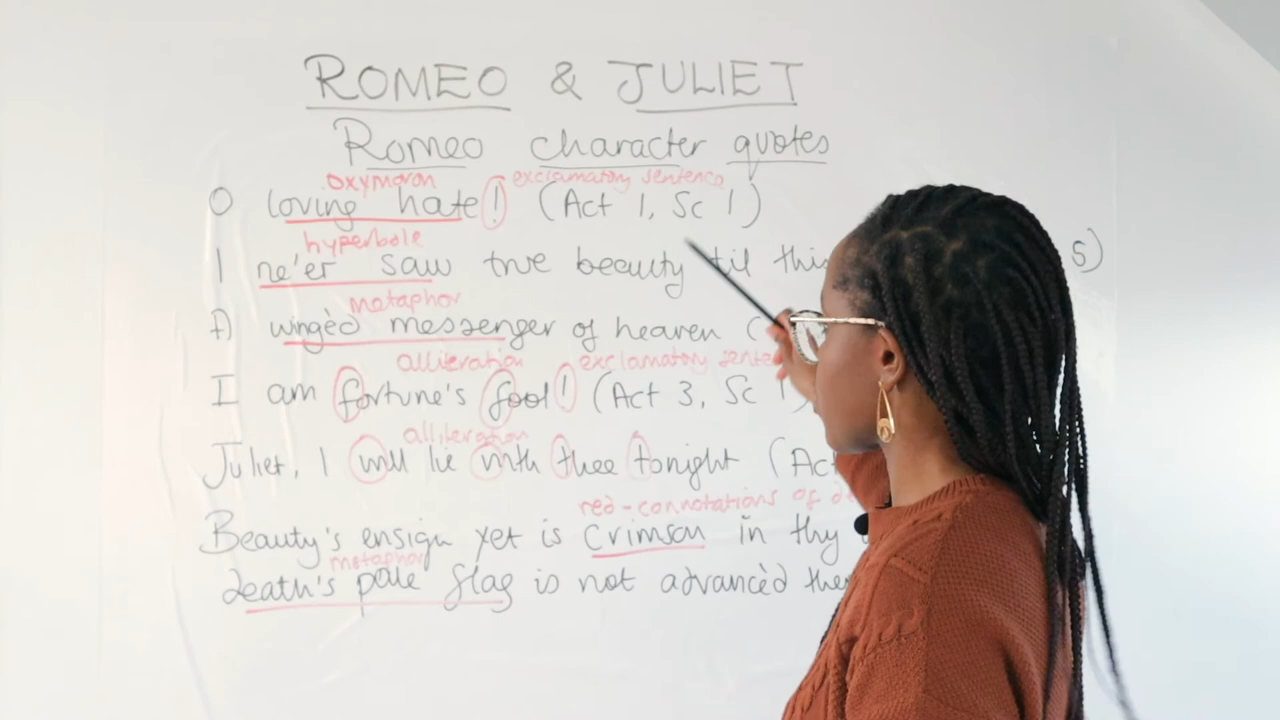 ROMEO & JULIET
Romeo character quotes
oxymoron exclamatory sentence
O loving hate! (Act 1, Sc 1)
hyperbole
I ne'er saw true beauty til this 5)
metaphor
A wingèd messenger of heaven (
alliteration exclamatory sente
I am fortune's fool! (Act 3, Sc 1)
alliteration
Juliet, I will lie with thee tonight (Act
red-connotations of
Beauty's ensign yet is crimson in thy
metaphor
death's pale flag is not advancèd the